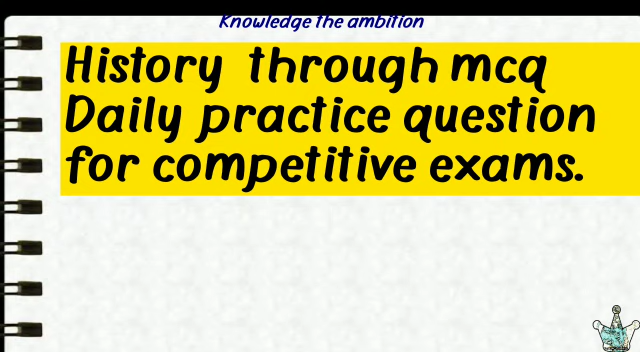 Knowledge the ambition
History through mcq
Daily practice question
for competitive exams.